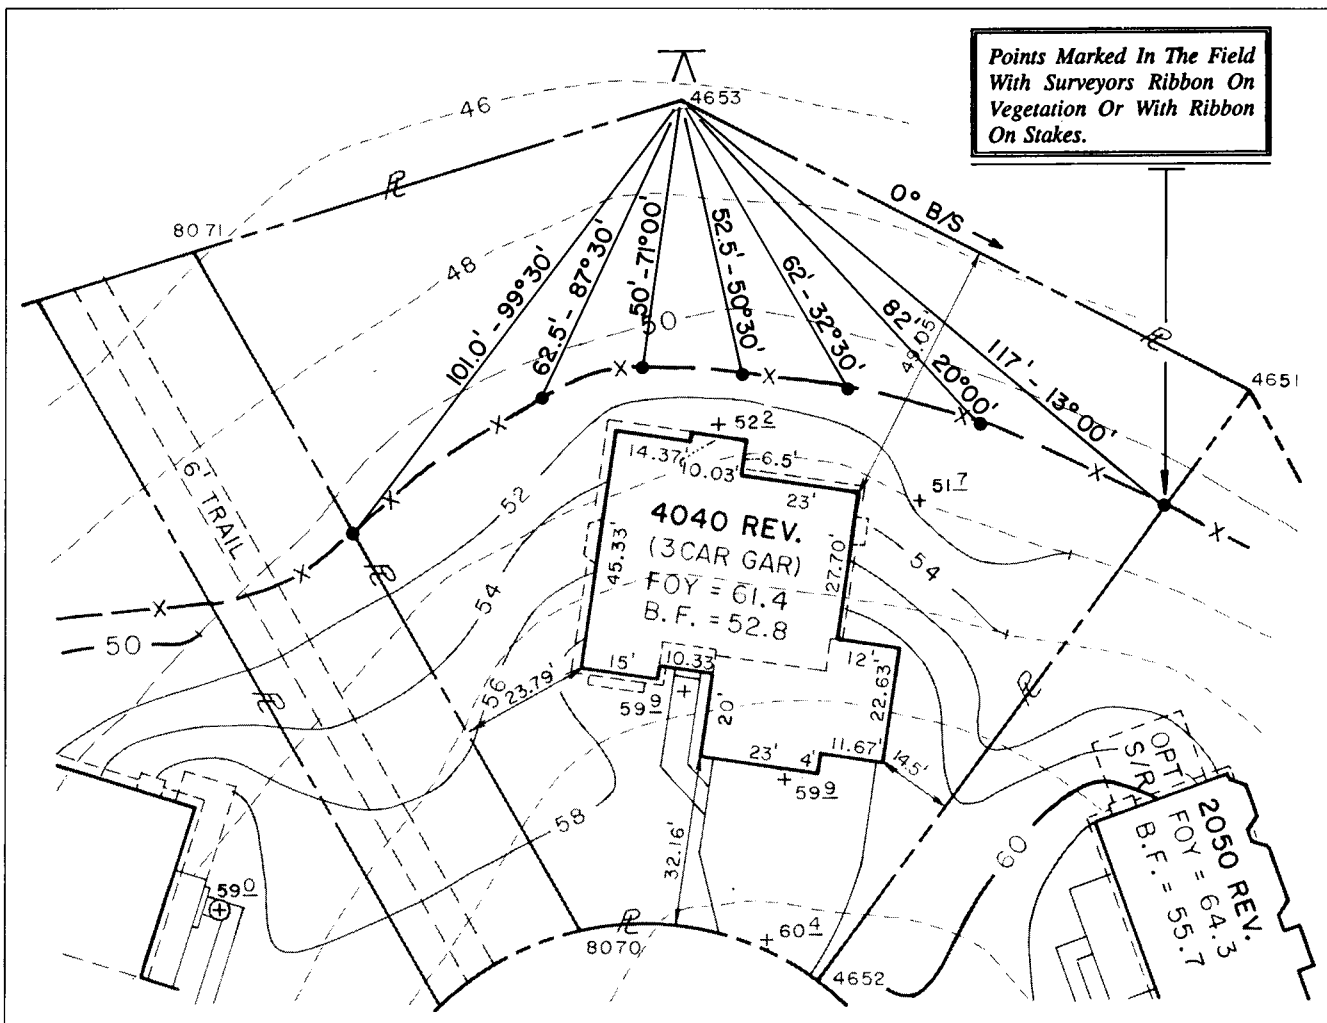 Points Marked In The Field
With Surveyors Ribbon On
Vegetation Or With Ribbon
On Stakes.
46
4653
8071
48
0° B/S
101.0' - 99°30'
62.5' - 87°30'
50' - 71°00'
52.5' - 50°30'
62' - 32°30'
82' - 20°00'
117' - 13°00'
49.05'
50
4651
X
X
X
X
X
X
X
X
X
52 2
14.37'
10.03'
6.5'
23'
51 7
6' TRAIL
52
4040 REV.
(3 CAR GAR)
FOY = 61.4
B.F. = 52.8
45.33'
27.70'
54
54
50
56
23.79'
15'
10.33
12'
22.63
59 9
20'
23'
4'
11.67'
14.5'
59 9
58
32.16'
60
OPT.
S/R
2050 REV.
FOY = 64.3
B.F. = 55.7
59 0
8070
60 4
4652